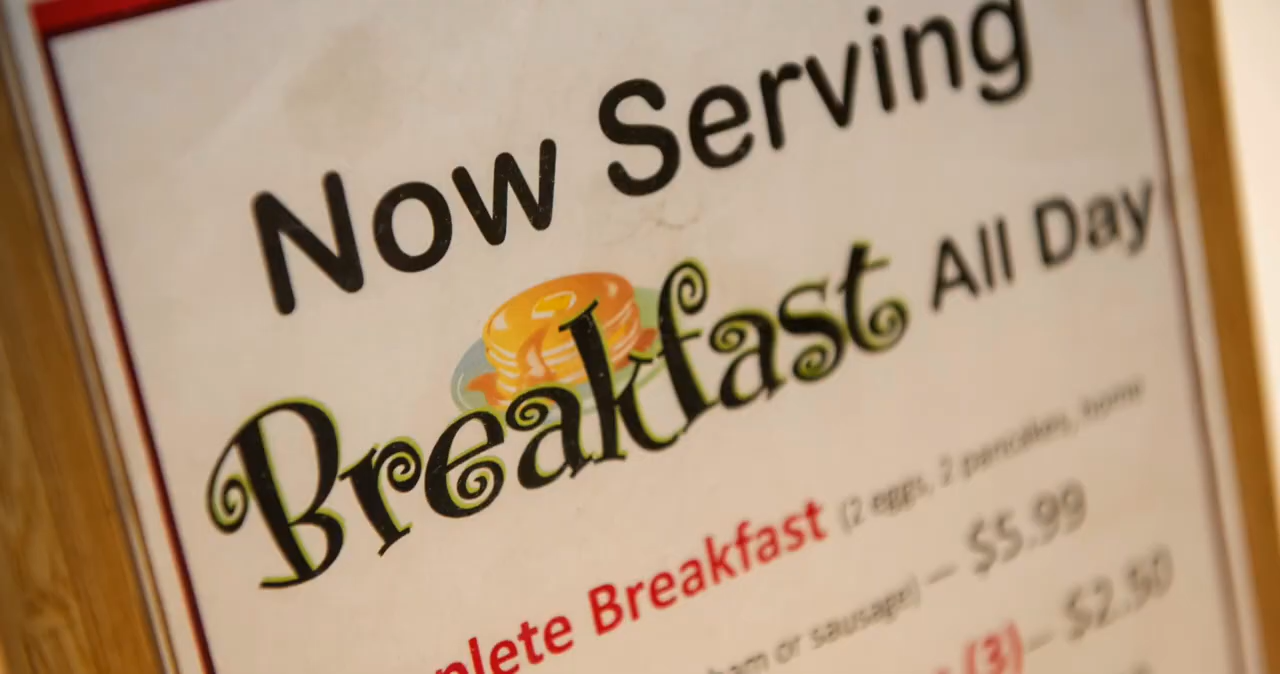 Now Serving
Breakfast All Day
plete Breakfast (2 eggs, 2 pancakes, home
ham or sausage) — $5.99
(3) — $2.50